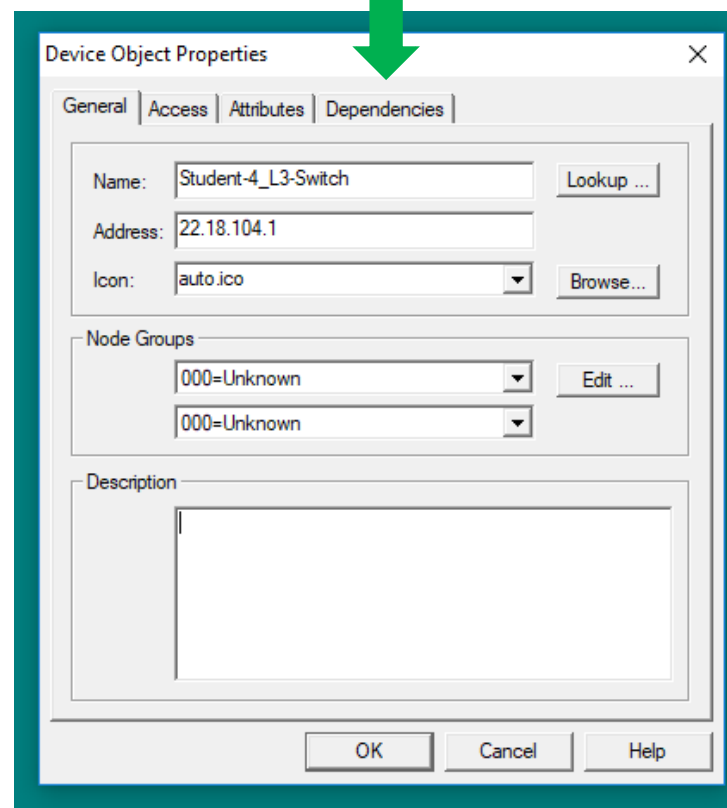 Device Object Properties
General Access Attributes Dependencies
Name: Student-4_L3-Switch Lookup ...
Address: 22.18.104.1
Icon: auto.ico Browse...
Node Groups
000=Unknown Edit ...
000=Unknown
Description
OK Cancel Help